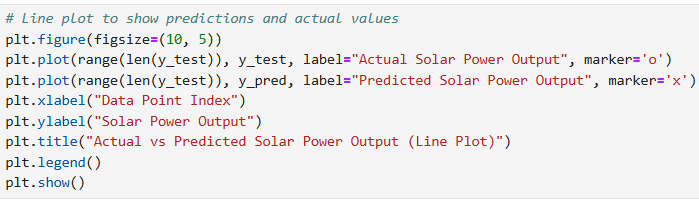 # Line plot to show predictions and actual values
plt.figure(figsize=(10, 5))
plt.plot(range(len(y_test)), y_test, label="Actual Solar Power Output", marker='o')
plt.plot(range(len(y_test)), y_pred, label="Predicted Solar Power Output", marker='x')
plt.xlabel("Data Point Index")
plt.ylabel("Solar Power Output")
plt.title("Actual vs Predicted Solar Power Output (Line Plot)")
plt.legend()
plt.show()